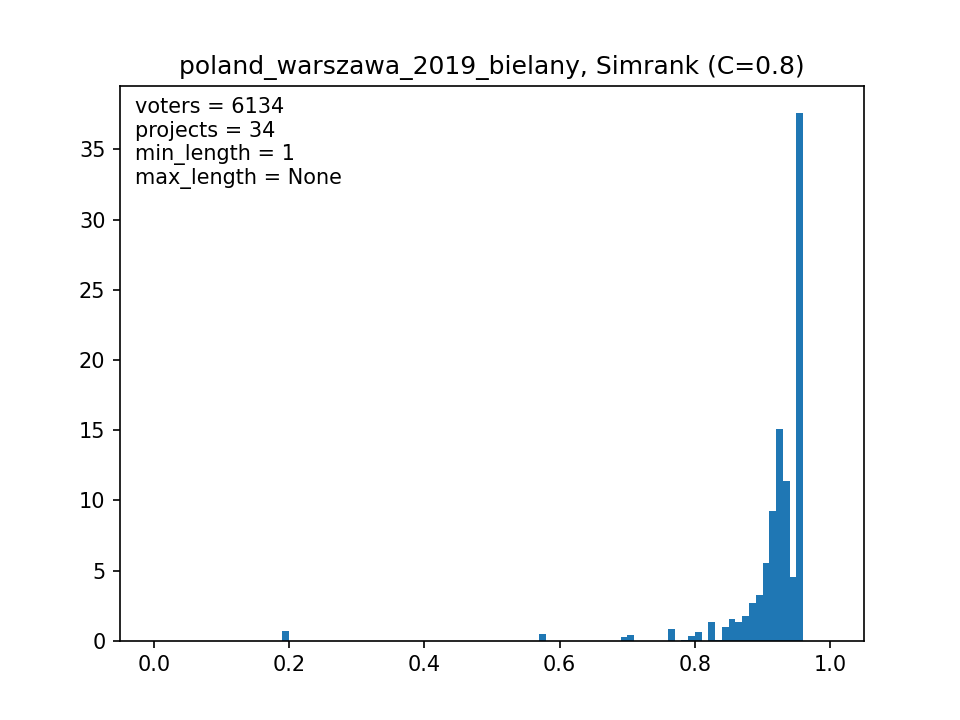 poland_warszawa_2019_bielany, Simrank (C=0.8)
voters = 6134
projects = 34
min_length = 1
max_length = None
35
30
25
20
15
10
5
0
0.0 0.2 0.4 0.6 0.8 1.0